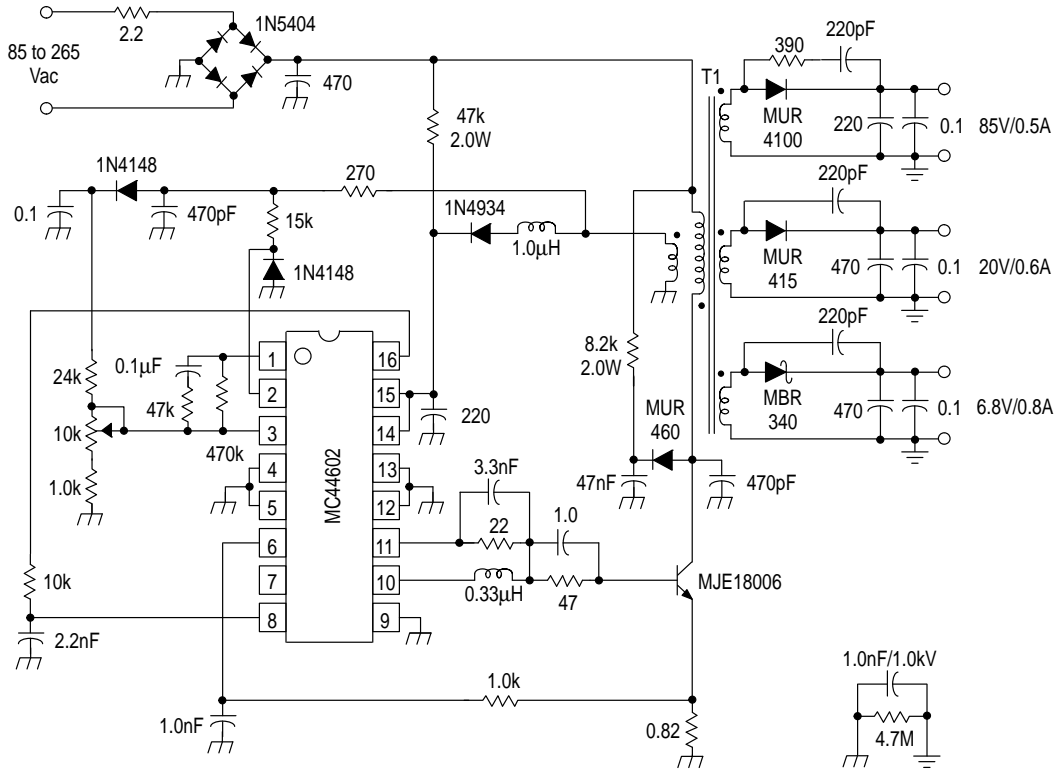 1N5404
2.2
85 to 265
Vac
470
47k
2.0W
T1
390
220pF
MUR
4100
220
0.1
85V/0.5A
1N4148
270
0.1
470pF
15k
1N4934
1.0µH
1N4148
220pF
MUR
415
470
0.1
20V/0.6A
8.2k
2.0W
220pF
MBR
340
470
0.1
6.8V/0.8A
24k
0.1µF
47k
470k
10k
1.0k
1
2
3
4
5
6
7
8
MC44602
16
15
14
13
12
11
10
9
220
MUR
460
47nF
470pF
3.3nF
22
1.0
0.33µH
47
MJE18006
10k
2.2nF
1.0nF
1.0k
0.82
1.0nF/1.0kV
4.7M